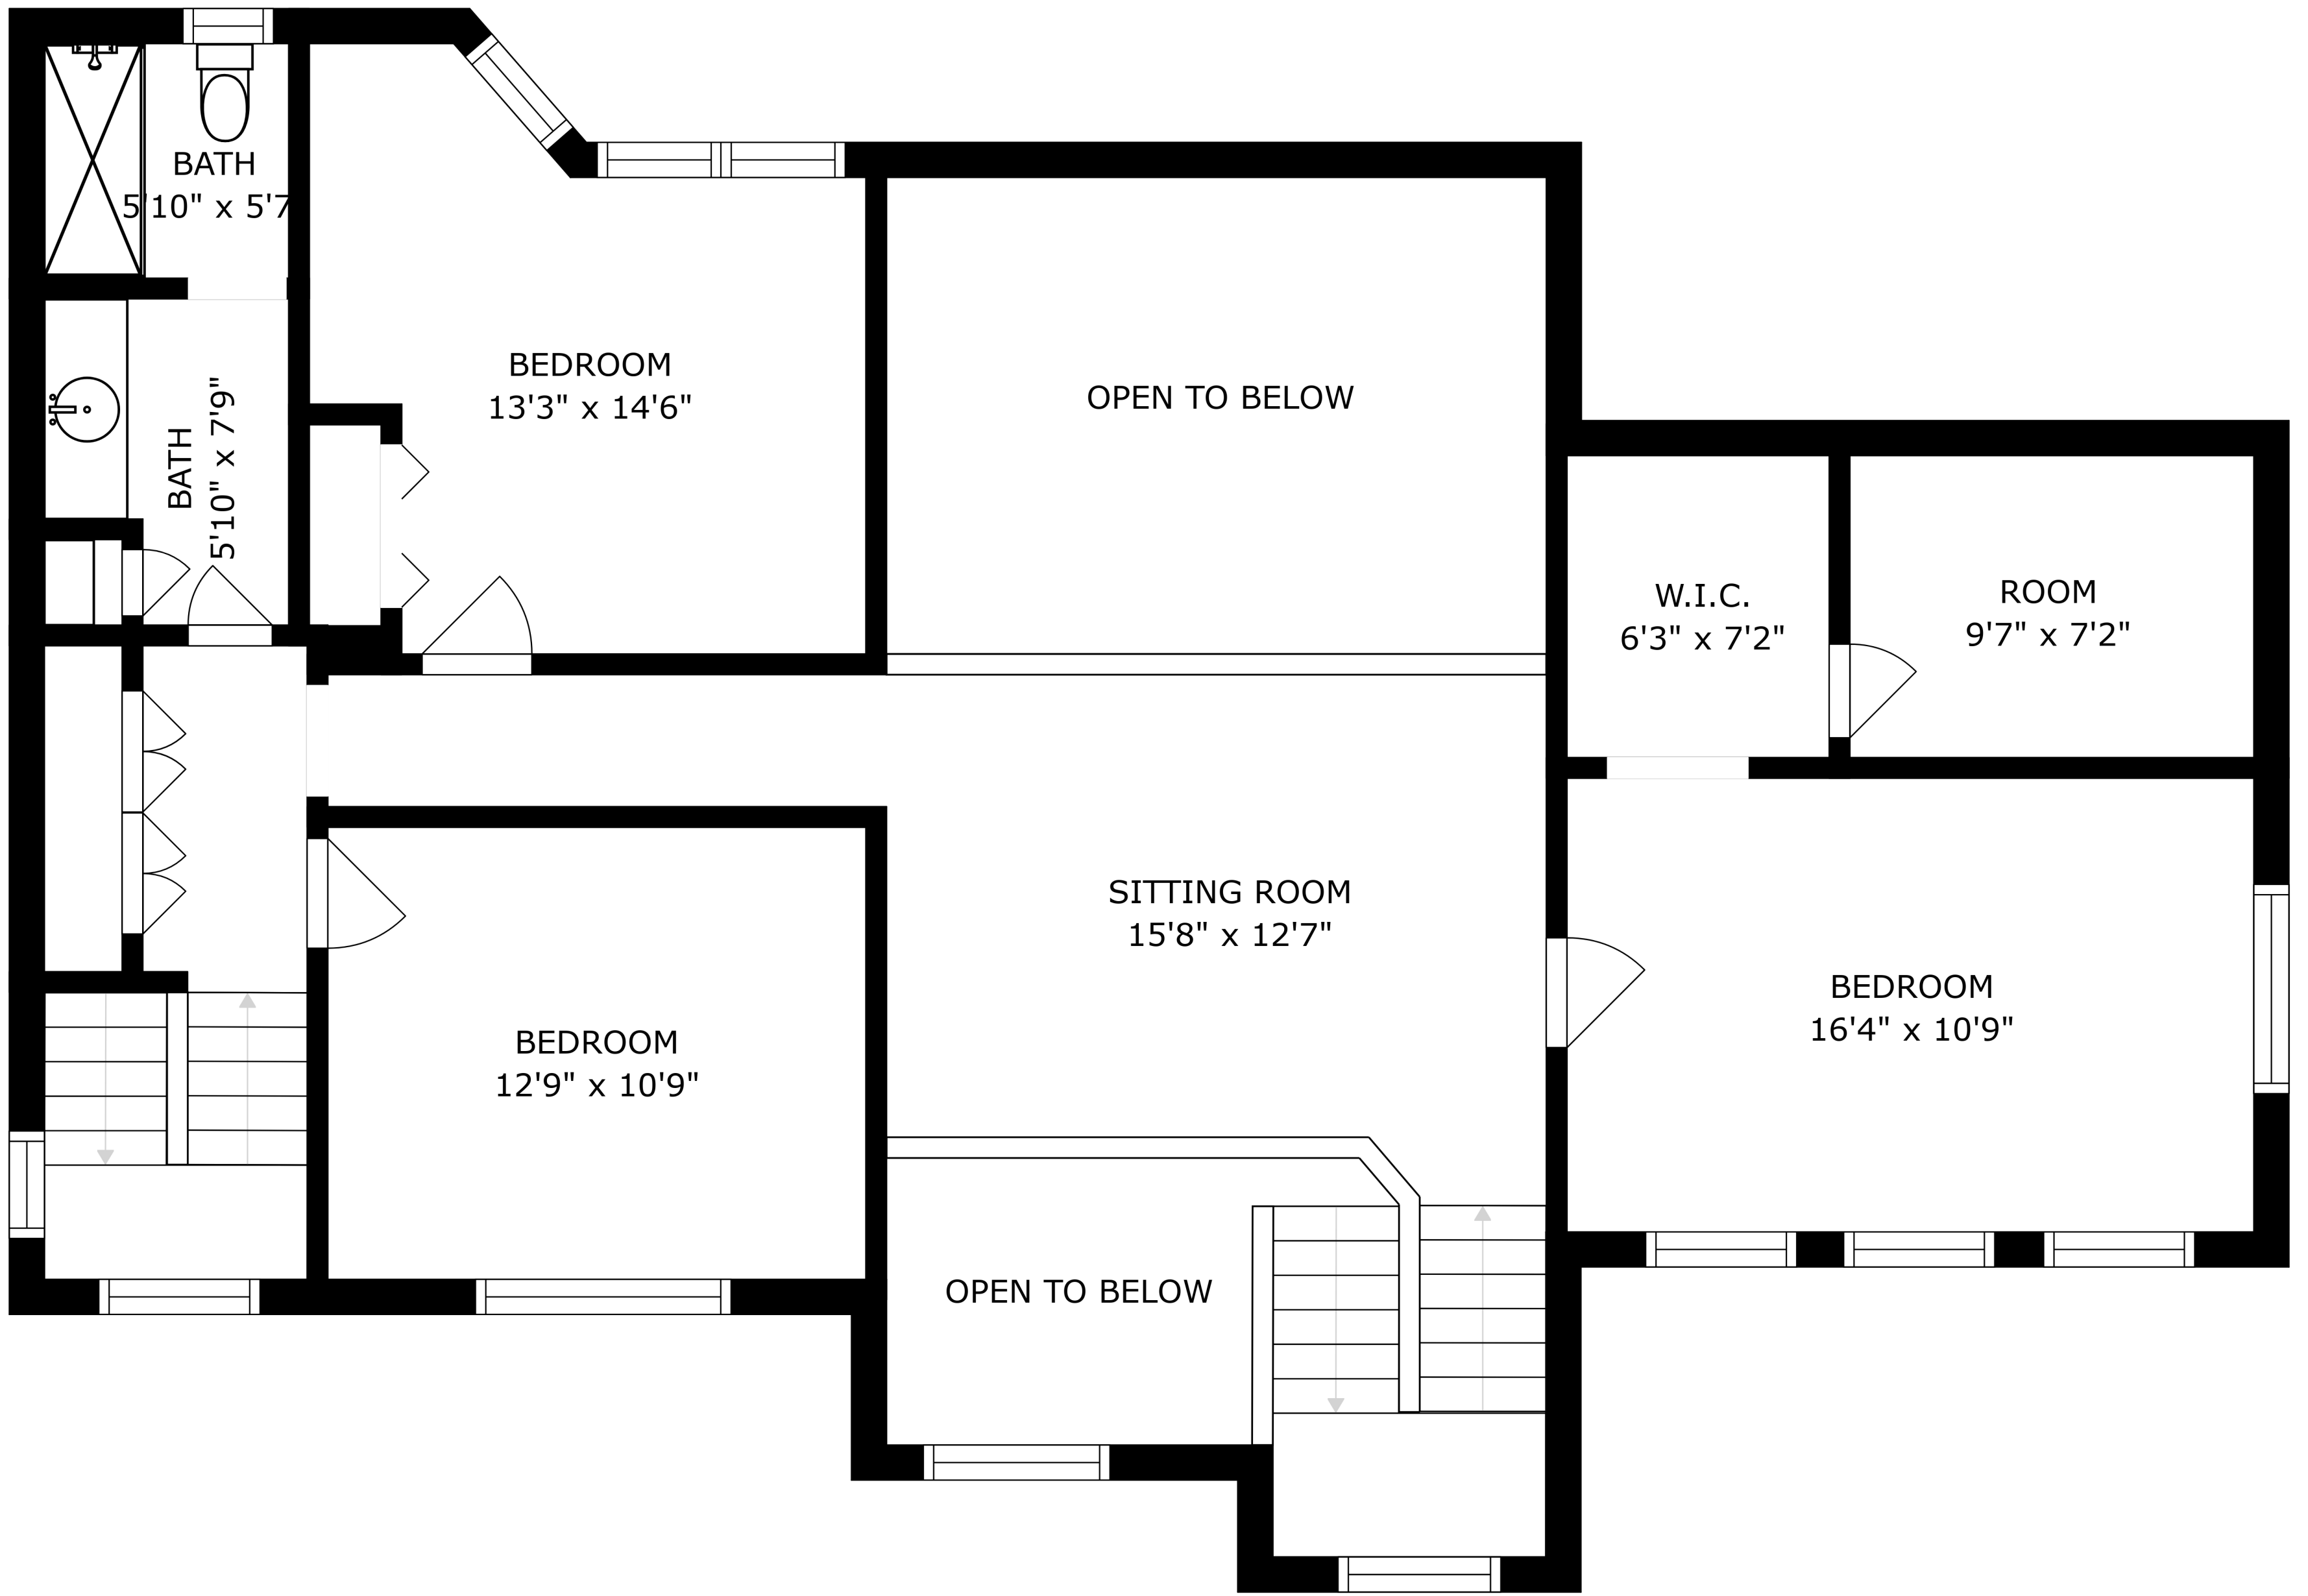 BATH
5'10" x 5'7
BEDROOM
13'3" x 14'6"
OPEN TO BELOW
BATH
5'10" x 7'9"
W.I.C.
6'3" x 7'2"
ROOM
9'7" x 7'2"
SITTING ROOM
15'8" x 12'7"
BEDROOM
16'4" x 10'9"
BEDROOM
12'9" x 10'9"
OPEN TO BELOW